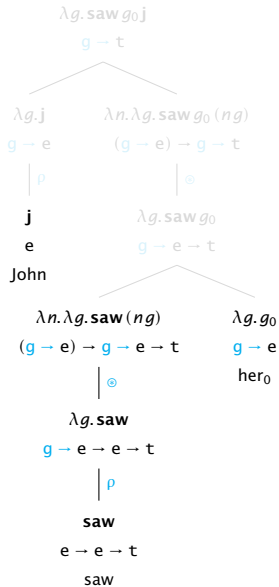 λg.saw g₀ j
g → t
λg.j λn.λg.saw g₀ (n g)
g → e (g → e) → g → t
ρ ⊛
j λg.saw g₀
e g → e → t
John
λn.λg.saw (n g) λg.g₀
(g → e) → g → e → t g → e
⊛ her₀
λg.saw
g → e → e → t
ρ
saw
e → e → t
saw